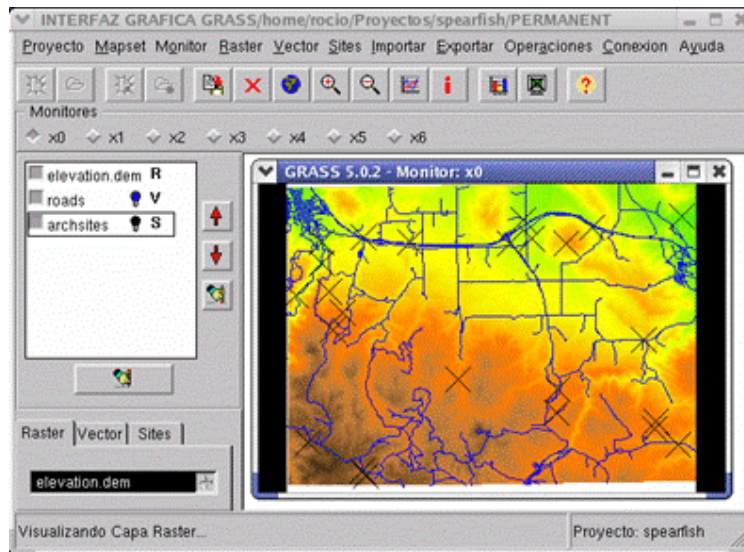 INTERFAZ GRAFICA GRASS/home/rocio/Proyectos/spearfish/PERMANENT
Proyecto Mapset Monitor Raster Vector Sites Importar Exportar Operaciones Conexion Ayuda
Monitores
x0 x1 x2 x3 x4 x5 x6
elevation.dem R
roads V
archsites S
GRASS 5.0.2 - Monitor: x0
Raster Vector Sites
elevation.dem
Visualizando Capa Raster...
Proyecto: spearfish